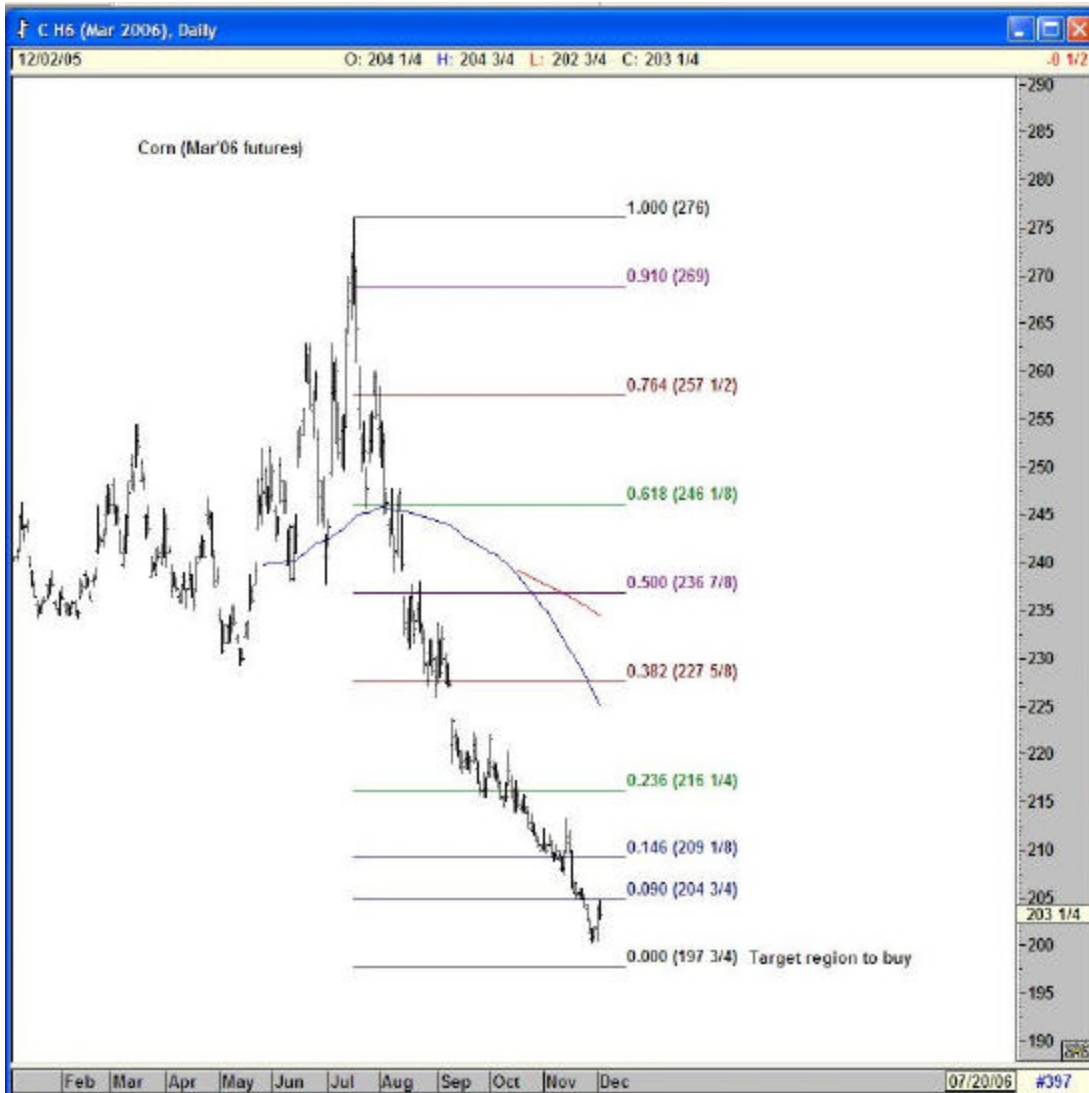 C H6 (Mar 2006), Daily
12/02/05 O: 204 1/4 H: 204 3/4 L: 202 3/4 C: 203 1/4 -0 1/2
Corn (Mar'06 futures)
1.000 (276)
0.910 (269)
0.764 (257 1/2)
0.618 (246 1/8)
0.500 (236 7/8)
0.382 (227 5/8)
0.236 (216 1/4)
0.146 (209 1/8)
0.090 (204 3/4)
0.000 (197 3/4) Target region to buy
290
285
280
275
270
265
260
255
250
245
240
235
230
225
220
215
210
205
203 1/4
200
195
190
Feb Mar Apr May Jun Jul Aug Sep Oct Nov Dec 07/20/06 #397